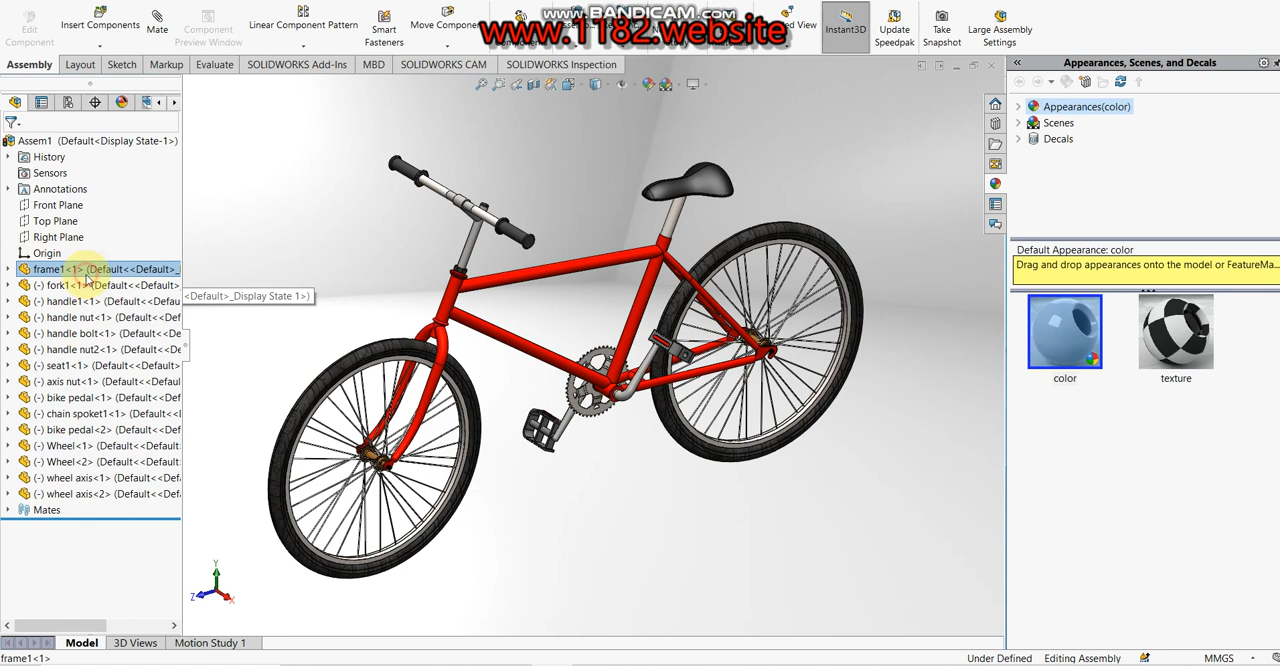 www.BANDICAM.com
www.1182.website
Edit Component
Insert Components
Mate
Component Preview Window
Linear Component Pattern
Smart Fasteners
Move Compon
Instant3D
Update Speedpak
Take Snapshot
Large Assembly Settings
Assembly
Layout
Sketch
Markup
Evaluate
SOLIDWORKS Add-Ins
MBD
SOLIDWORKS CAM
SOLIDWORKS Inspection
Assem1 (Default<Display State-1>)
History
Sensors
Annotations
Front Plane
Top Plane
Right Plane
Origin
frame1<1> (Default<<Default>_
<Default>_Display State 1>)
(-) fork1<1> (Default<<Default>_
(-) handle1<1> (Default<<Defau
(-) handle nut<1> (Default<<De
(-) handle bolt<1> (Default<<D
(-) handle nut2<1> (Default<<D
(-) seat1<1> (Default<<Default>
(-) axis nut<1> (Default<<Defau
(-) bike pedal<1> (Default<<De
(-) chain spoket1<1> (Default<<
(-) bike pedal<2> (Default<<De
(-) Wheel<1> (Default<<Default
(-) Wheel<2> (Default<<Default
(-) wheel axis<1> (Default<<Def
(-) wheel axis<2> (Default<<Def
Mates
Model
3D Views
Motion Study 1
frame1<1>
Under Defined
Editing Assembly
MMGS
Appearances, Scenes, and Decals
Appearances(color)
Scenes
Decals
Default Appearance: color
Drag and drop appearances onto the model or FeatureMa...
color
texture
Z
Y
X